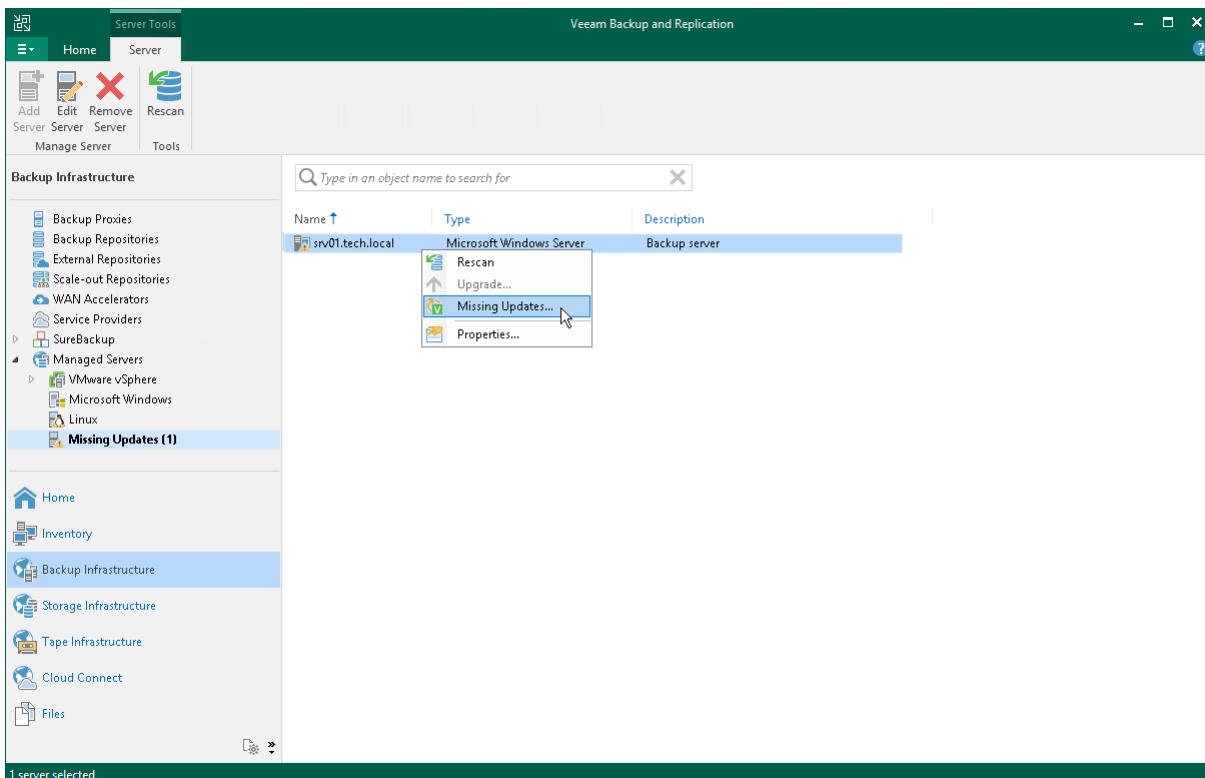 Server Tools
Veeam Backup and Replication
Home
Server
Add Server
Edit Server
Remove Server
Rescan
Manage Server
Tools
Backup Infrastructure
Type in an object name to search for
Backup Proxies
Backup Repositories
External Repositories
Scale-out Repositories
WAN Accelerators
Service Providers
SureBackup
Managed Servers
VMware vSphere
Microsoft Windows
Linux
Missing Updates (1)
Name Type Description
srv01.tech.local Microsoft Windows Server Backup server
Rescan
Upgrade...
Missing Updates...
Properties...
Home
Inventory
Backup Infrastructure
Storage Infrastructure
Tape Infrastructure
Cloud Connect
Files
1 server selected